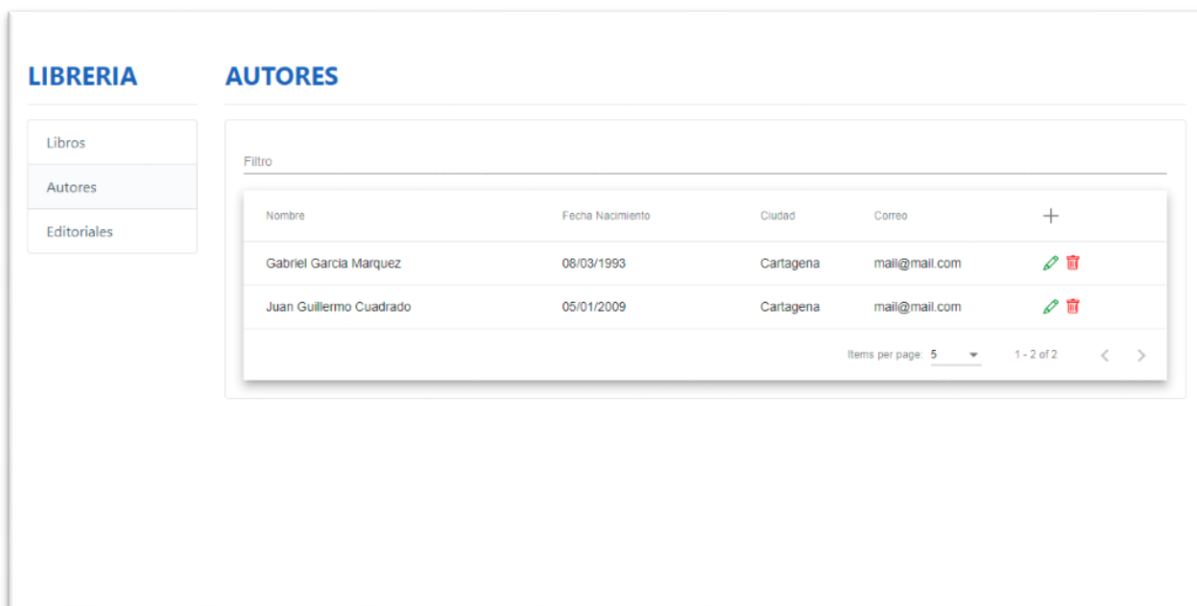 LIBRERIA
AUTORES
Libros
Autores
Editoriales
Filtro
Nombre Fecha Nacimiento Ciudad Correo
Gabriel Garcia Marquez 08/03/1993 Cartagena mail@mail.com
Juan Guillermo Cuadrado 05/01/2009 Cartagena mail@mail.com
Items per page: 5 1 - 2 of 2